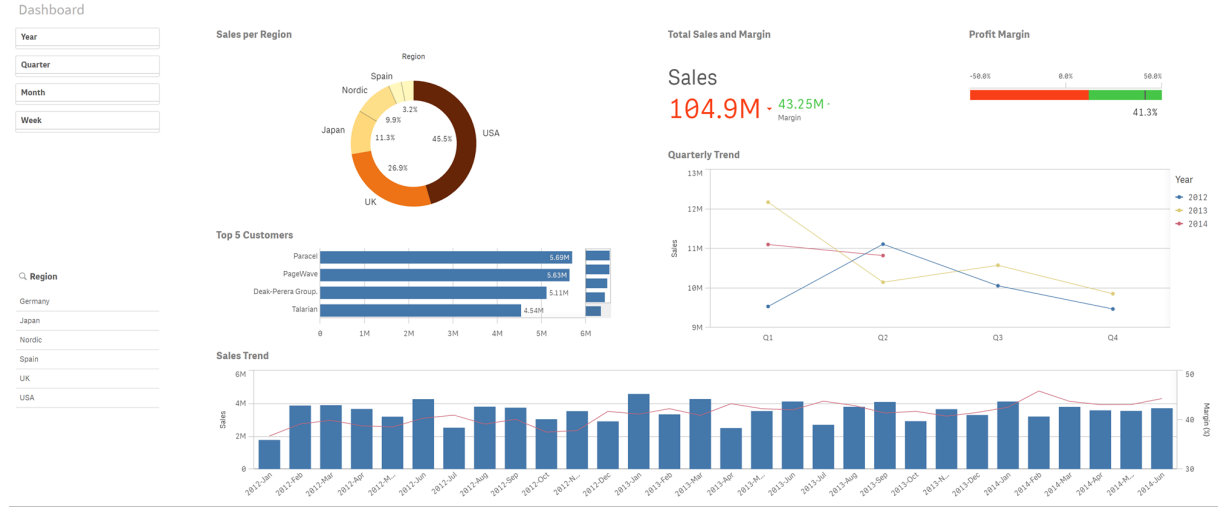 Dashboard
Year
Quarter
Month
Week
Region
Germany
Japan
Nordic
Spain
UK
USA
Sales per Region
Region
Spain
Nordic
Japan
UK
USA
3.2%
9.9%
11.3%
26.9%
45.5%
Total Sales and Margin
Sales
104.9M
43.25M
Margin
Profit Margin
-50.0% 0.0% 50.0%
41.3%
Top 5 Customers
Paracel 5.69M
PageWave 5.63M
Deak-Perera Group. 5.11M
Talarian 4.54M
0 1M 2M 3M 4M 5M 6M
Quarterly Trend
Sales
13M
12M
11M
10M
9M
Q1 Q2 Q3 Q4
Year
2012
2013
2014
Sales Trend
Sales
6M
4M
2M
0
50
40
30
Margin (%)
2012-Jan 2012-Feb 2012-Mar 2012-Apr 2012-M... 2012-Jun 2012-Jul 2012-Aug 2012-Sep 2012-Oct 2012-N... 2012-Dec 2013-Jan 2013-Feb 2013-Mar 2013-Apr 2013-M... 2013-Jun 2013-Jul 2013-Aug 2013-Sep 2013-Oct 2013-N... 2013-Dec 2014-Jan 2014-Feb 2014-Mar 2014-Apr 2014-M... 2014-Jun